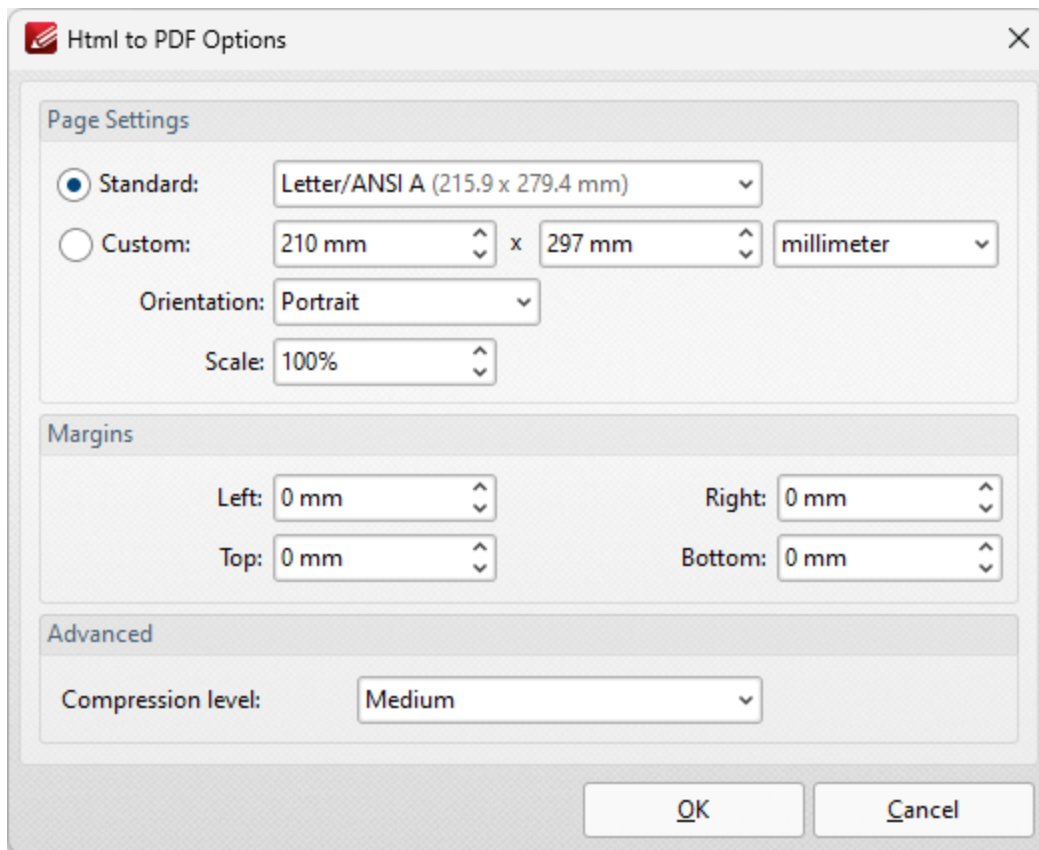 Html to PDF Options
Page Settings
Standard: Letter/ANSI A (215.9 x 279.4 mm)
Custom: 210 mm x 297 mm millimeter
Orientation: Portrait
Scale: 100%
Margins
Left: 0 mm Right: 0 mm
Top: 0 mm Bottom: 0 mm
Advanced
Compression level: Medium
OK Cancel